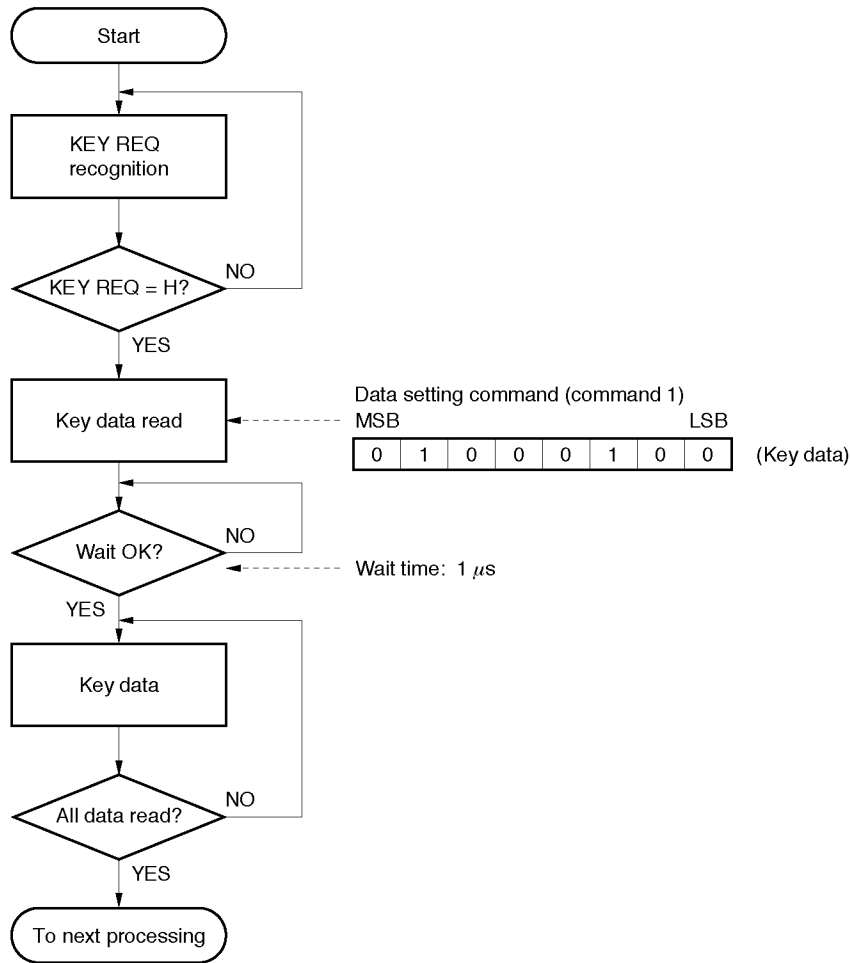 Start
KEY REQ
recognition
KEY REQ = H?
NO
YES
Key data read
Data setting command (command 1)
MSB LSB
0 1 0 0 0 1 0 0 (Key data)
Wait OK?
NO
Wait time: 1 μs
YES
Key data
All data read?
NO
YES
To next processing